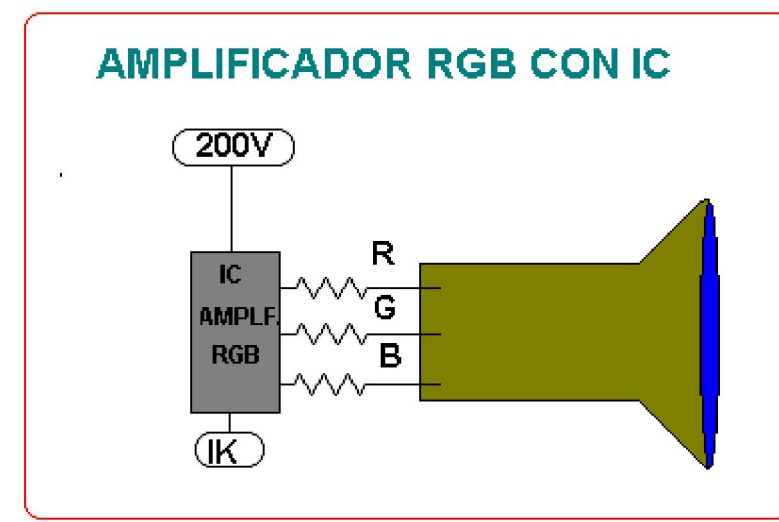 AMPLIFICADOR RGB CON IC
200V
IC
AMPLF.
RGB
R
G
B
IK